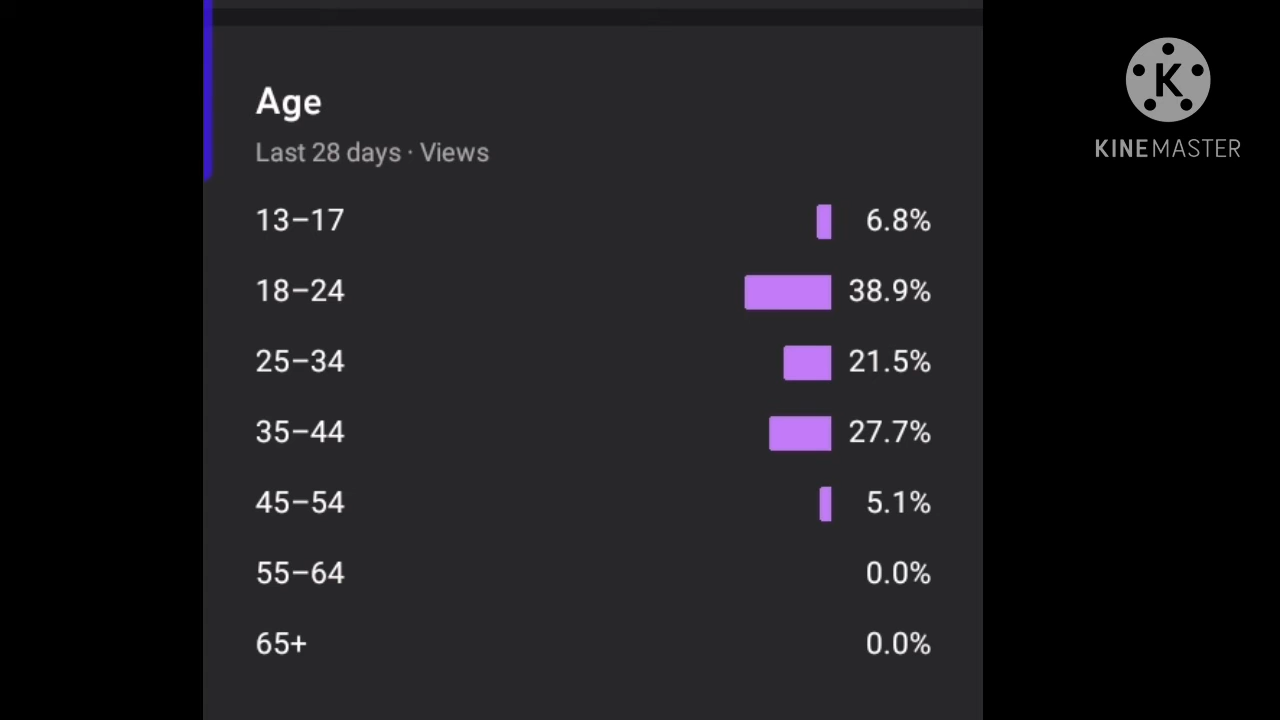 Age
Last 28 days · Views
13–17 6.8%
18–24 38.9%
25–34 21.5%
35–44 27.7%
45–54 5.1%
55–64 0.0%
65+ 0.0%
K
KINEMASTER